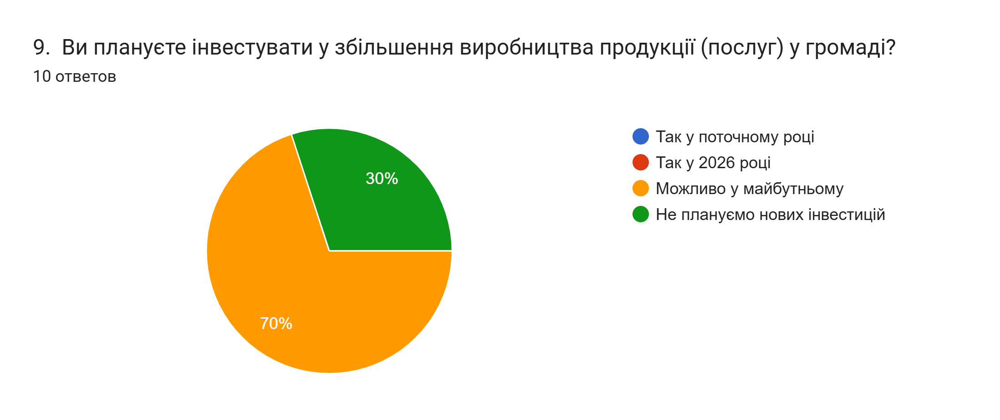 9. Ви плануєте інвестувати у збільшення виробництва продукції (послуг) у громаді?
10 ответов
30%
70%
Так у поточному році
Так у 2026 році
Можливо у майбутньому
Не плануємо нових інвестицій